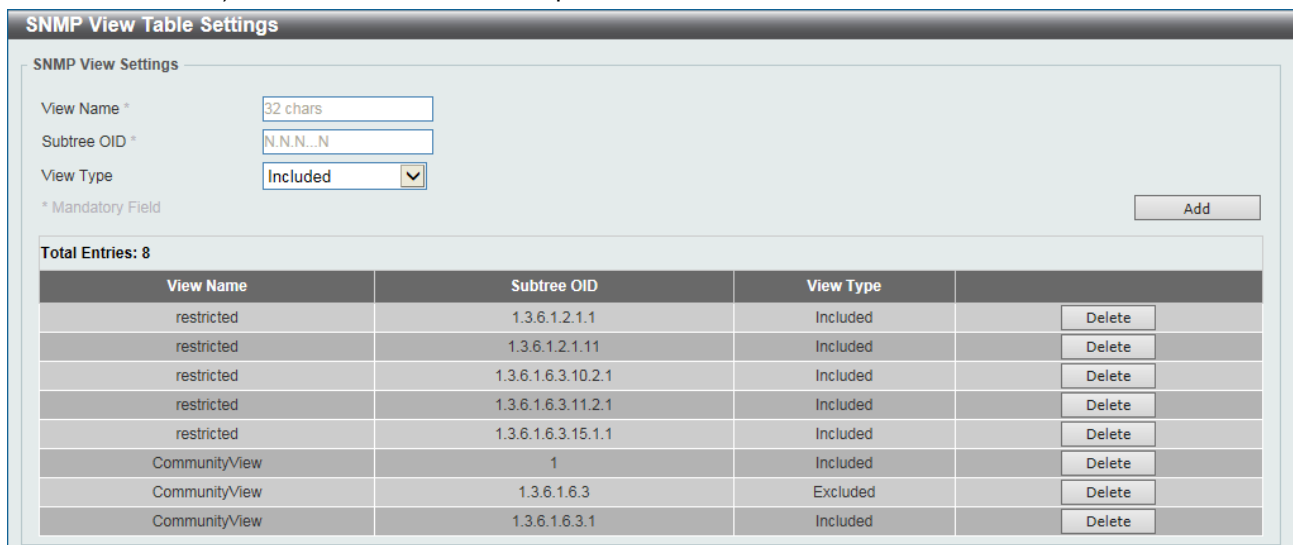 SNMP View Table Settings
SNMP View Settings
View Name * 32 chars
Subtree OID * N.N.N...N
View Type Included
* Mandatory Field Add
Total Entries: 8
View Name Subtree OID View Type
restricted 1.3.6.1.2.1.1 Included Delete
restricted 1.3.6.1.2.1.11 Included Delete
restricted 1.3.6.1.6.3.10.2.1 Included Delete
restricted 1.3.6.1.6.3.11.2.1 Included Delete
restricted 1.3.6.1.6.3.15.1.1 Included Delete
CommunityView 1 Included Delete
CommunityView 1.3.6.1.6.3 Excluded Delete
CommunityView 1.3.6.1.6.3.1 Included Delete